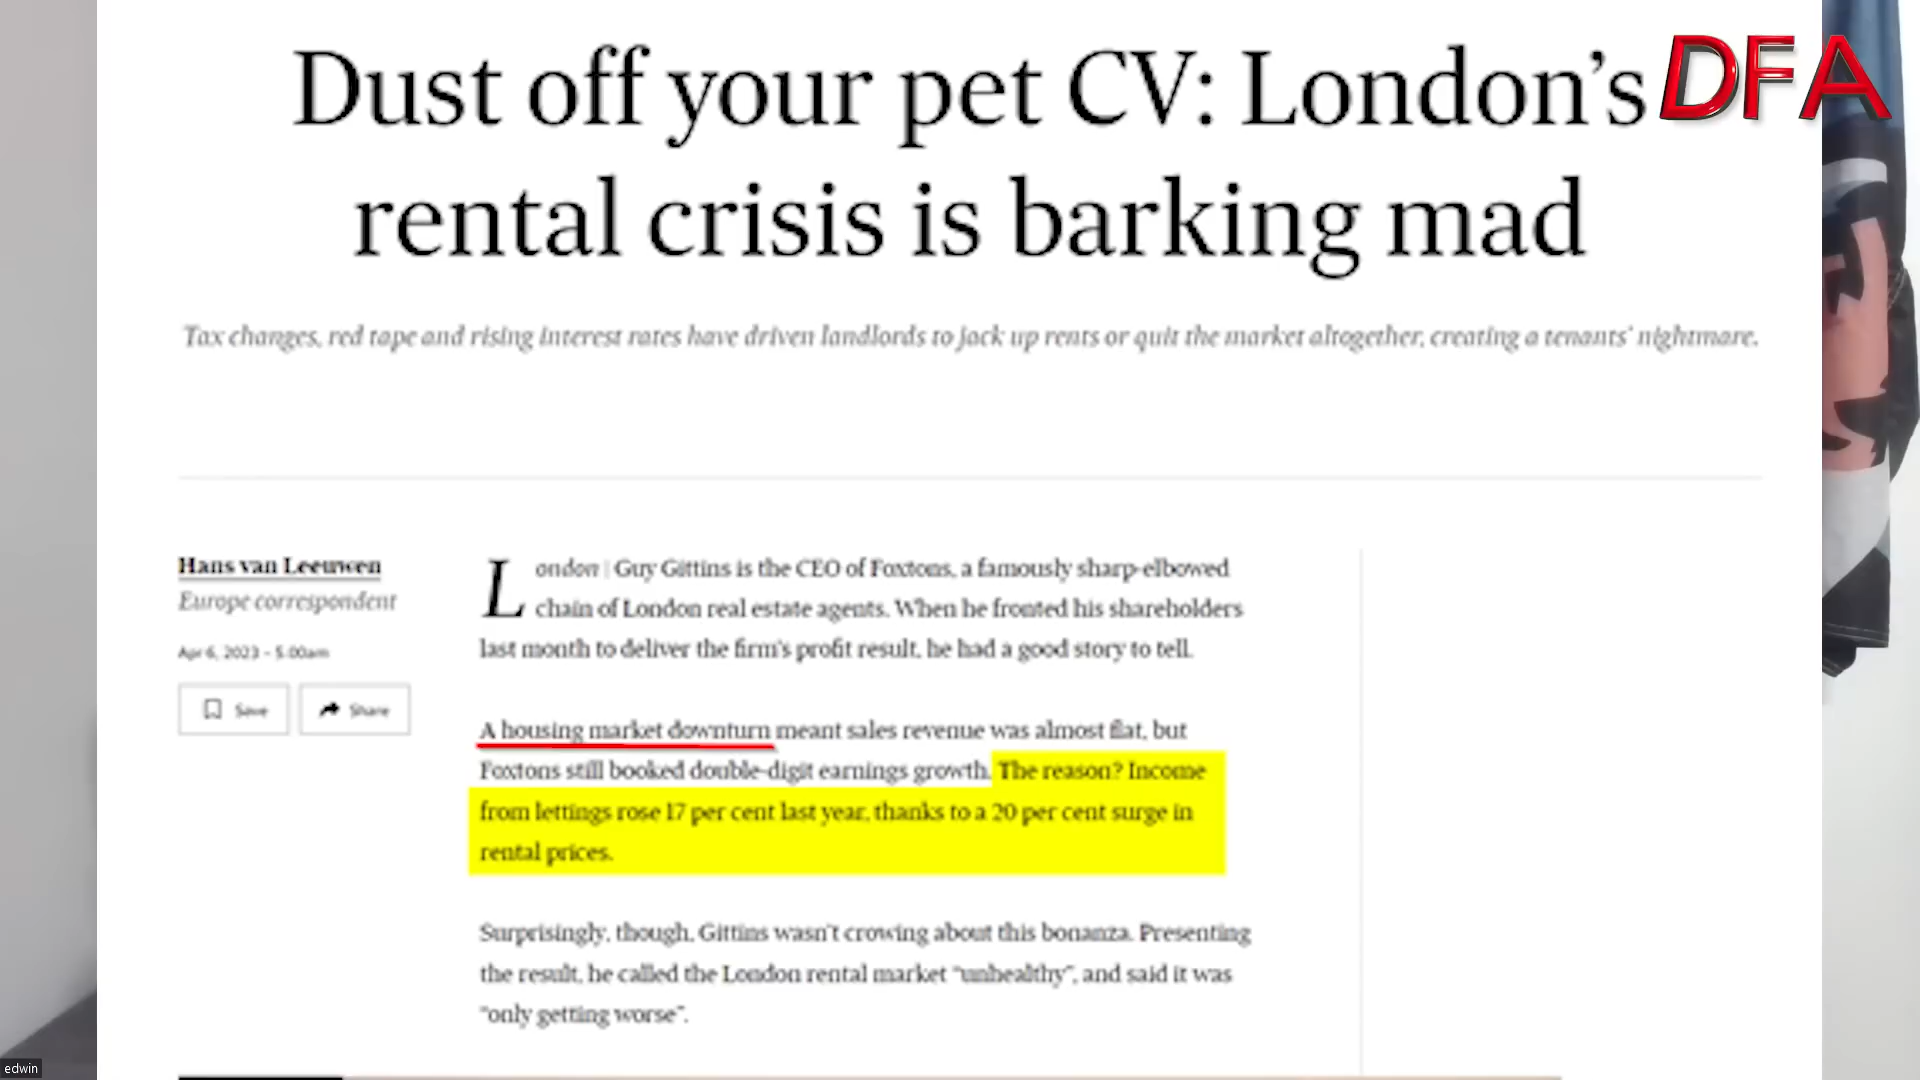 Dust off your pet CV: London's
rental crisis is barking mad
DFA
Tax changes, red tape and rising interest rates have driven landlords to jack up rents or quit the market altogether, creating a tenants' nightmare.
Hans van Leeuwen
Europe correspondent
Apr 6, 2023 – 5.00am
Save
Share
London | Guy Gittins is the CEO of Foxtons, a famously sharp-elbowed
chain of London real estate agents. When he fronted his shareholders
last month to deliver the firm's profit result, he had a good story to tell.
A housing market downturn meant sales revenue was almost flat, but
Foxtons still booked double-digit earnings growth. The reason? Income
from lettings rose 17 per cent last year, thanks to a 20 per cent surge in
rental prices.
Surprisingly, though, Gittins wasn't crowing about this bonanza. Presenting
the result, he called the London rental market "unhealthy", and said it was
"only getting worse".
edwin